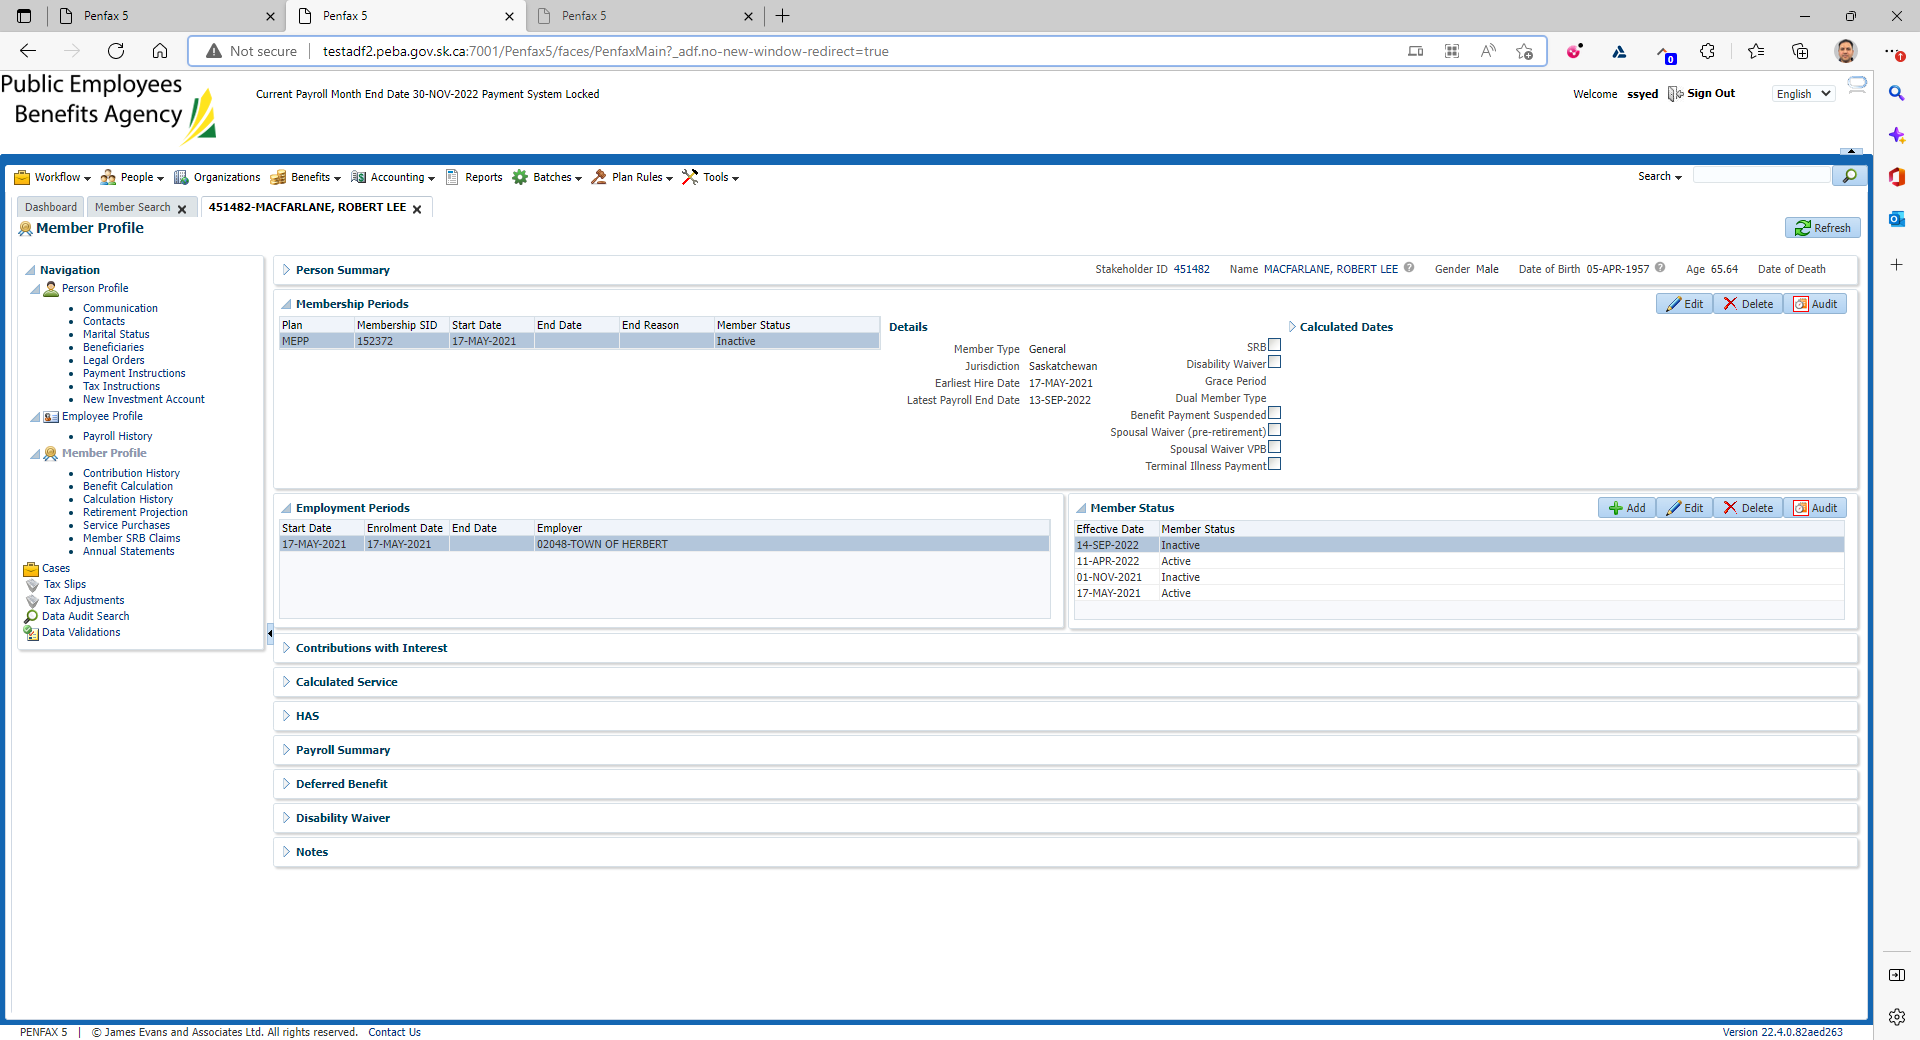 Penfax 5
Penfax 5
Penfax 5
Not secure
testadf2.peba.gov.sk.ca:7001/Penfax5/faces/PenfaxMain?_adf.no-new-window-redirect=true
0
1
Public Employees
Benefits Agency
Current Payroll Month End Date 30-NOV-2022 Payment System Locked
Welcome ssyed Sign Out English
Workflow People Organizations Benefits Accounting Reports Batches Plan Rules Tools Search
Dashboard Member Search 451482-MACFARLANE, ROBERT LEE
Member Profile
Refresh
Navigation
Person Profile
Communication
Contacts
Marital Status
Beneficiaries
Legal Orders
Payment Instructions
Tax Instructions
New Investment Account
Employee Profile
Payroll History
Member Profile
Contribution History
Benefit Calculation
Calculation History
Retirement Projection
Service Purchases
Member SRB Claims
Annual Statements
Cases
Tax Slips
Tax Adjustments
Data Audit Search
Data Validations
Person Summary
Stakeholder ID 451482 Name MACFARLANE, ROBERT LEE Gender Male Date of Birth 05-APR-1957 Age 65.64 Date of Death
Membership Periods
Edit Delete Audit
Plan Membership SID Start Date End Date End Reason Member Status
MEPP 152372 17-MAY-2021 Inactive
Details
Member Type General
Jurisdiction Saskatchewan
Earliest Hire Date 17-MAY-2021
Latest Payroll End Date 13-SEP-2022
SRB
Disability Waiver
Grace Period
Dual Member Type
Benefit Payment Suspended
Spousal Waiver (pre-retirement)
Spousal Waiver VPB
Terminal Illness Payment
Calculated Dates
Employment Periods
Start Date Enrolment Date End Date Employer
17-MAY-2021 17-MAY-2021 02048-TOWN OF HERBERT
Member Status
Add Edit Delete Audit
Effective Date Member Status
14-SEP-2022 Inactive
11-APR-2022 Active
01-NOV-2021 Inactive
17-MAY-2021 Active
Contributions with Interest
Calculated Service
HAS
Payroll Summary
Deferred Benefit
Disability Waiver
Notes
PENFAX 5 | © James Evans and Associates Ltd. All rights reserved. Contact Us
Version 22.4.0.82aed263